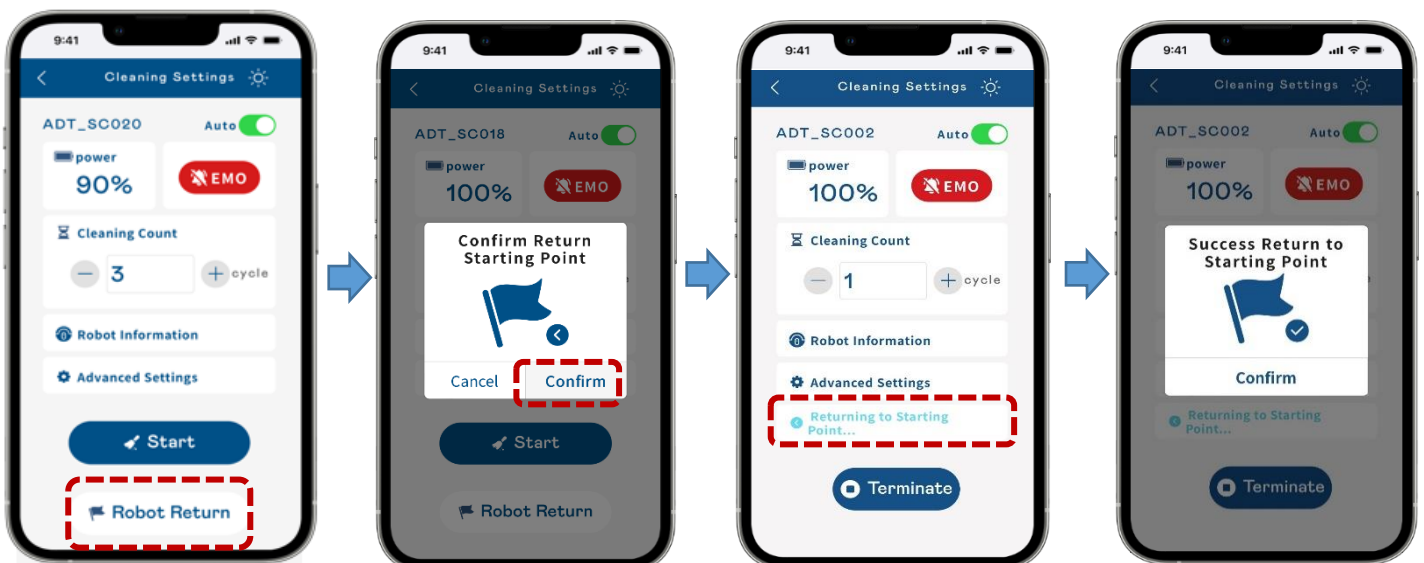 9:41
Cleaning Settings
ADT_SC020 Auto
power
90% EMO
Cleaning Count
3 cycle
Robot Information
Advanced Settings
Start
Robot Return
9:41
Cleaning Settings
ADT_SC018 Auto
power
100% EMO
Confirm Return
Starting Point
Cancel Confirm
Start
Robot Return
9:41
Cleaning Settings
ADT_SC002 Auto
power
100% EMO
Cleaning Count
1 cycle
Robot Information
Advanced Settings
Returning to Starting
Point...
Terminate
9:41
Cleaning Settings
ADT_SC002 Auto
power
100% EMO
Success Return to
Starting Point
Confirm
Returning to Starting
Point...
Terminate